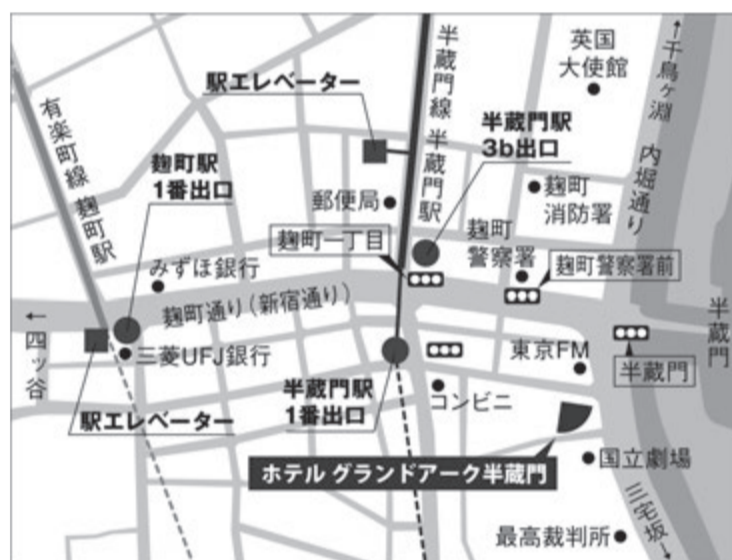 英国
大使館
↑千鳥ヶ淵
内堀通り
半蔵門線 半蔵門駅
駅エレベーター
有楽町線 麹町駅
麹町駅
1番出口
半蔵門駅
3b出口
麹町
消防署
郵便局
麹町一丁目
麹町
警察署
麹町警察署前
みずほ銀行
麹町通り(新宿通り)
←四ッ谷
三菱UFJ銀行
駅エレベーター
半蔵門駅
1番出口
コンビニ
東京FM
半蔵門
半蔵門
ホテル グランドアーク半蔵門
国立劇場
三宅坂→
最高裁判所